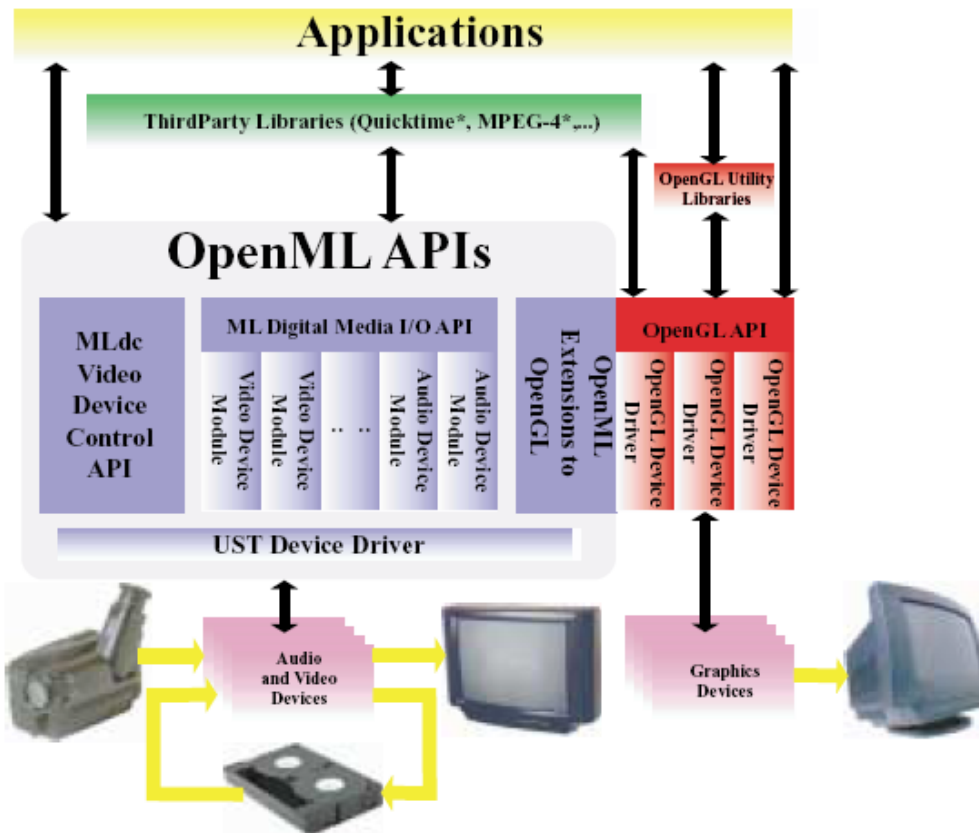 Applications
ThirdParty Libraries (Quicktime*, MPEG-4*,...)
OpenGL Utility
Libraries
OpenML APIs
MLdc
Video
Device
Control
API
ML Digital Media I/O API
Video Device
Module
Video Device
Module
: :
Audio Device
Module
Audio Device
Module
OpenML
Extensions to
OpenGL
OpenGL API
OpenGL Device
Driver
OpenGL Device
Driver
OpenGL Device
Driver
UST Device Driver
Audio
and Video
Devices
Graphics
Devices